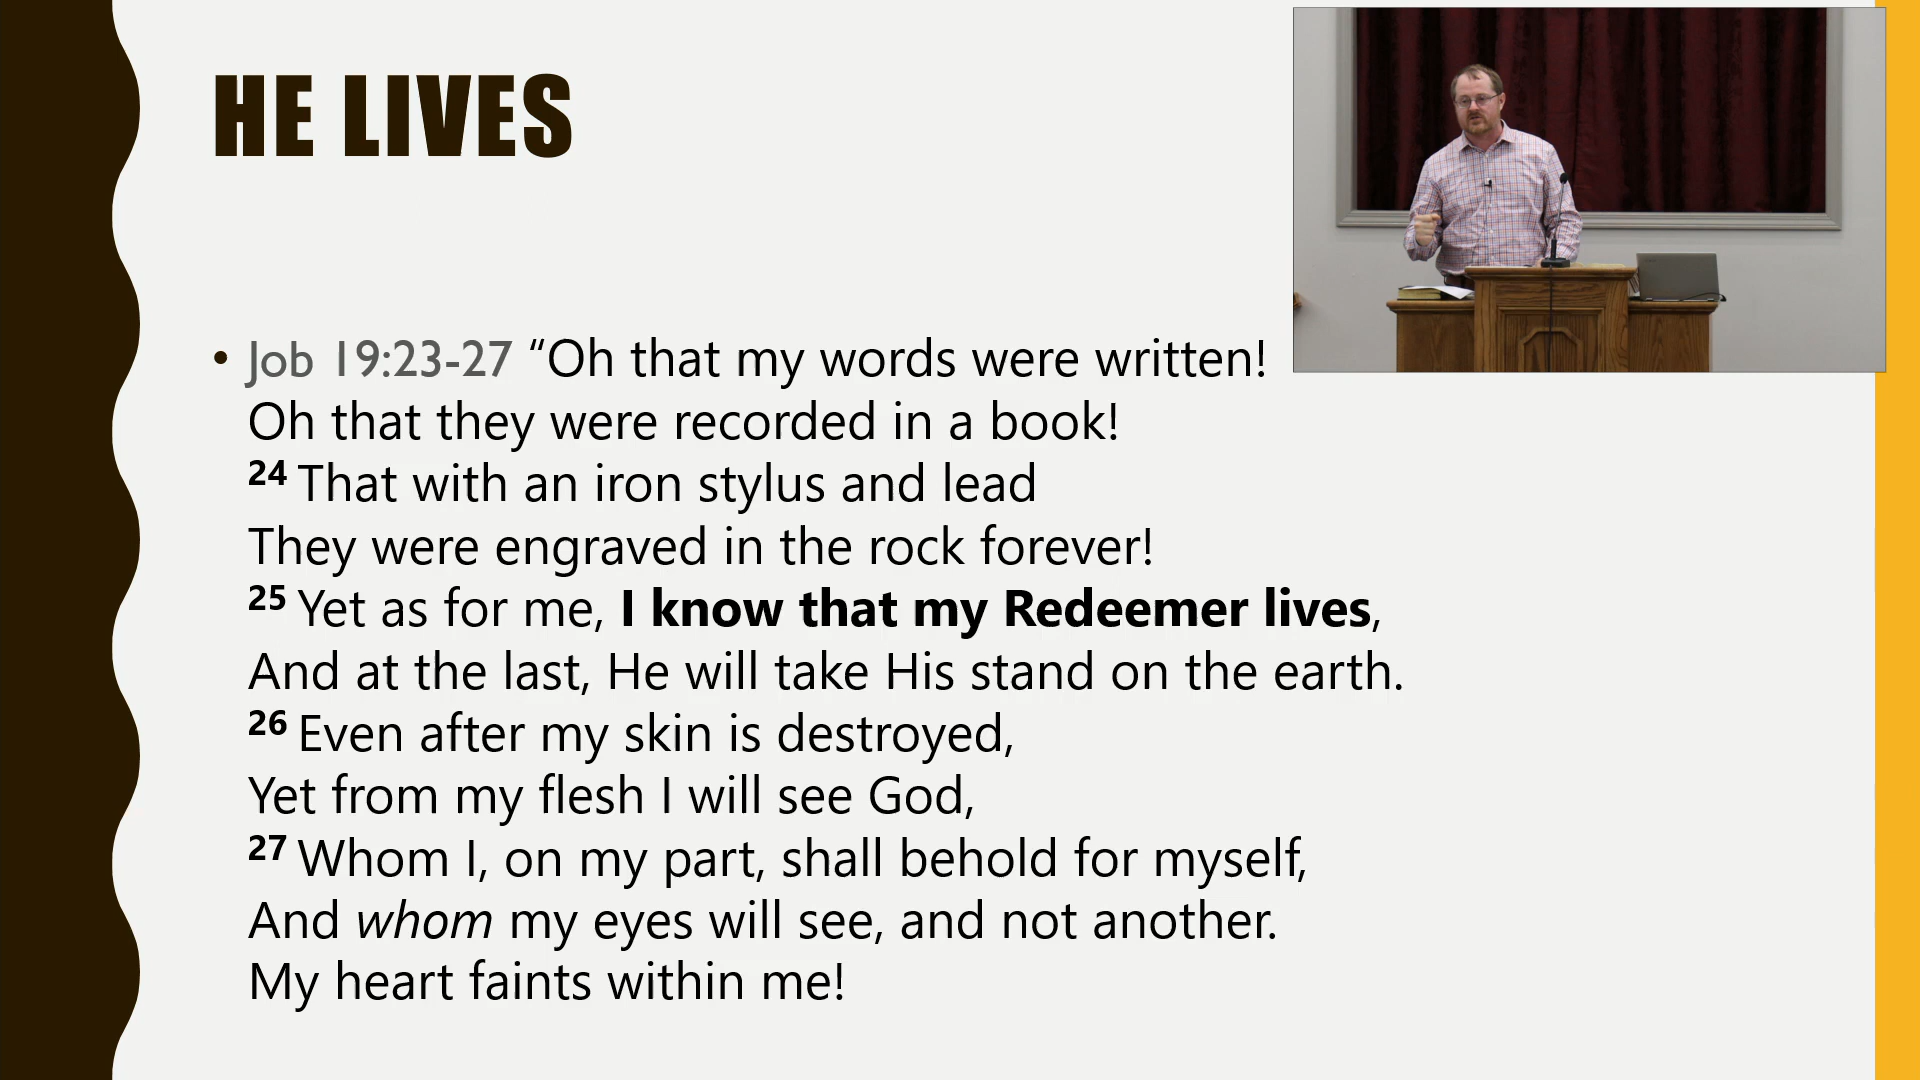 HE LIVES
• Job 19:23-27 “Oh that my words were written!
Oh that they were recorded in a book!
24 That with an iron stylus and lead
They were engraved in the rock forever!
25 Yet as for me, I know that my Redeemer lives,
And at the last, He will take His stand on the earth.
26 Even after my skin is destroyed,
Yet from my flesh I will see God,
27 Whom I, on my part, shall behold for myself,
And whom my eyes will see, and not another.
My heart faints within me!